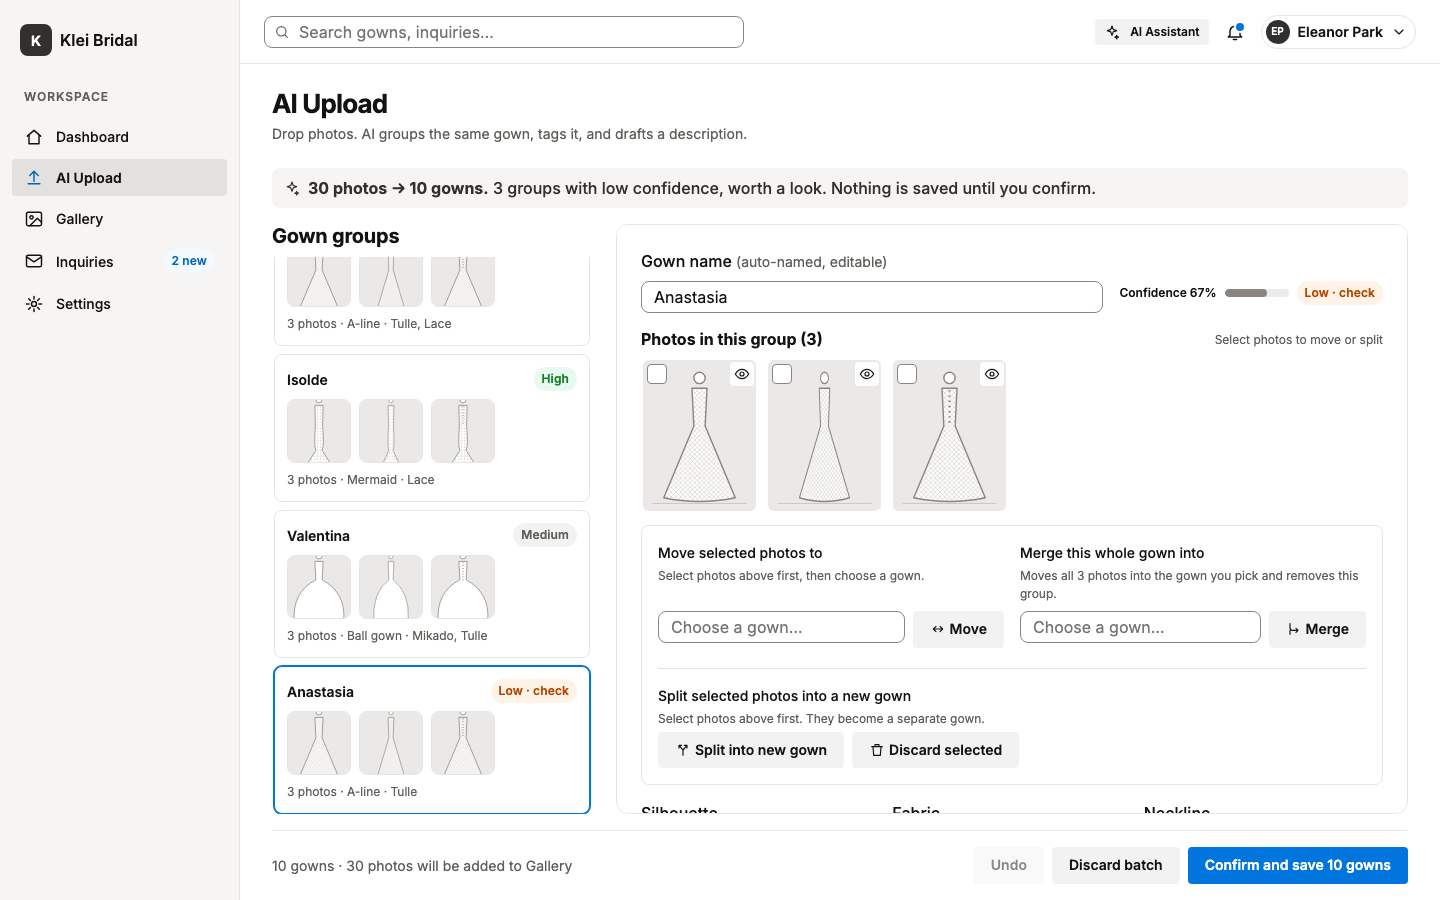 K
Klei Bridal
WORKSPACE
Dashboard
AI Upload
Gallery
Inquiries
2 new
Settings
Search gowns, inquiries...
AI Assistant
EP
Eleanor Park
AI Upload
Drop photos. AI groups the same gown, tags it, and drafts a description.
30 photos → 10 gowns. 3 groups with low confidence, worth a look. Nothing is saved until you confirm.
Gown groups
3 photos · A-line · Tulle, Lace
Isolde
High
3 photos · Mermaid · Lace
Valentina
Medium
3 photos · Ball gown · Mikado, Tulle
Anastasia
Low · check
3 photos · A-line · Tulle
Gown name (auto-named, editable)
Anastasia
Confidence 67%
Low · check
Photos in this group (3)
Select photos to move or split
Move selected photos to
Select photos above first, then choose a gown.
Choose a gown...
Move
Merge this whole gown into
Moves all 3 photos into the gown you pick and removes this
group.
Choose a gown...
Merge
Split selected photos into a new gown
Select photos above first. They become a separate gown.
Split into new gown
Discard selected
Silhouette
Fabric
Neckline
10 gowns · 30 photos will be added to Gallery
Undo
Discard batch
Confirm and save 10 gowns